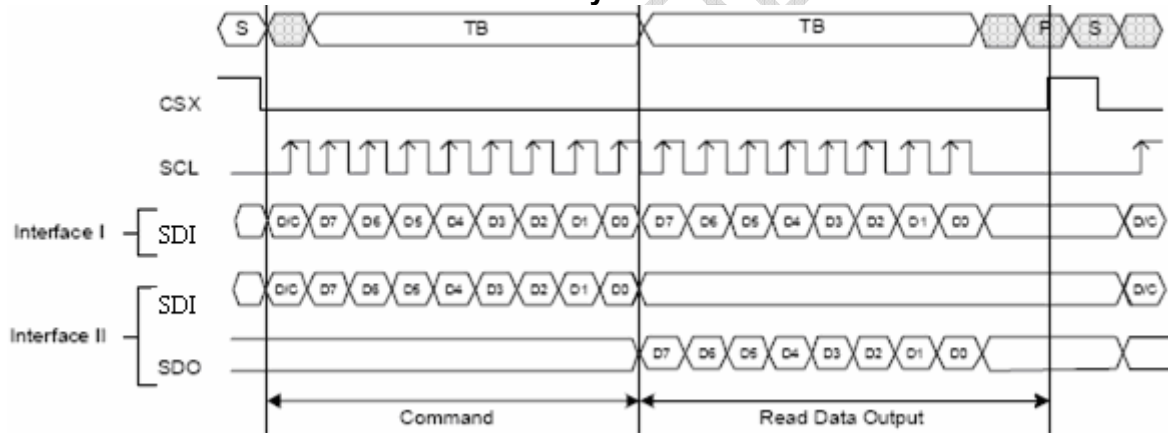 S TB TB P S
CSX
SCL
Interface I SDI D/C D7 D6 D5 D4 D3 D2 D1 D0 D7 D6 D5 D4 D3 D2 D1 D0 D/C
SDI D/C D7 D6 D5 D4 D3 D2 D1 D0 D/C
Interface II
SDO D7 D6 D5 D4 D3 D2 D1 D0
Command Read Data Output